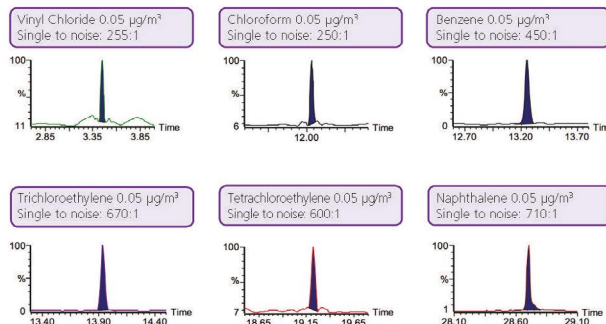 Vinyl Chloride 0.05 µg/m³
Single to noise: 255:1
Chloroform 0.05 µg/m³
Single to noise: 250:1
Benzene 0.05 µg/m³
Single to noise: 450:1
100
%
11
2.85 3.35 3.85 Time
100
%
6
12.00 Time
100
%
0
12.70 13.20 13.70 Time
Trichloroethylene 0.05 µg/m³
Single to noise: 670:1
Tetrachloroethylene 0.05 µg/m³
Single to noise: 600:1
Naphthalene 0.05 µg/m³
Single to noise: 710:1
100
%
0
13.40 13.90 14.40 Time
100
%
7
18.65 19.15 19.65 Time
100
%
1
28.10 28.60 29.10 Time